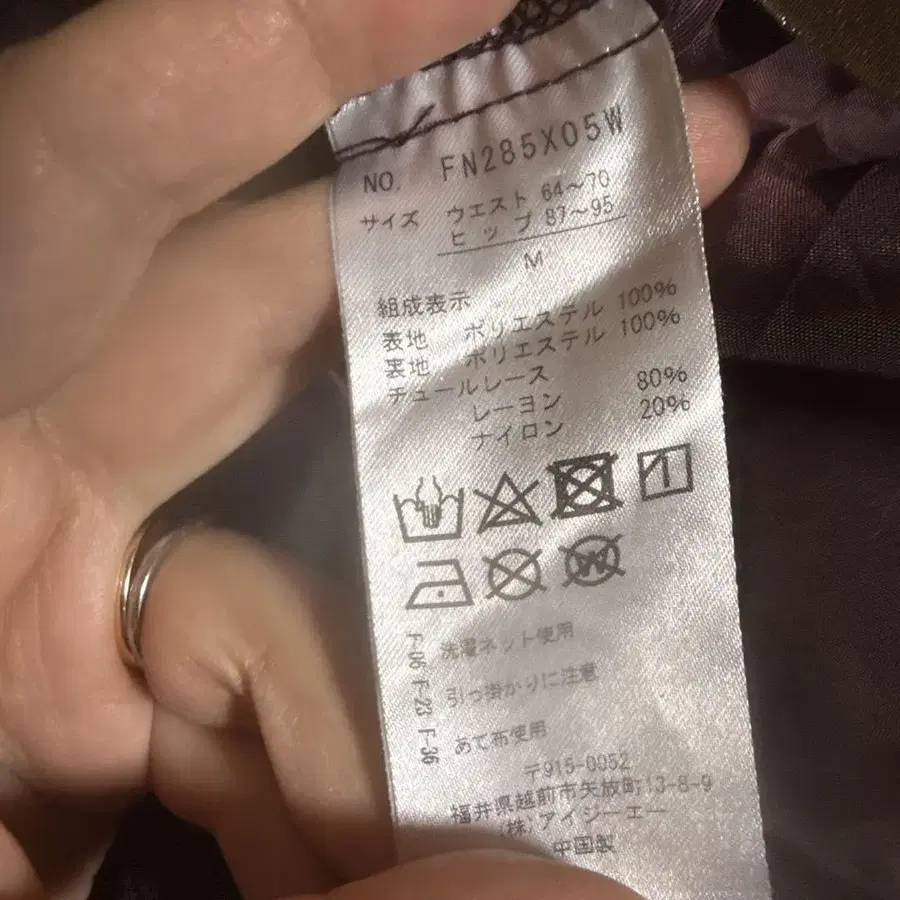 NO. FN285X05W
サイズ ウエスト 64〜70
ヒップ 87〜95
M
組成表示
表地 ポリエステル 100%
裏地 ポリエステル 100%
チュールレース
レーヨン 80%
ナイロン 20%
W
F-06 F-23 F-36
洗濯ネット使用
引っ掛かりに注意
あて布使用
〒915-0052
福井県越前市矢放町13-8-9
(株)アイジーエー
中国製